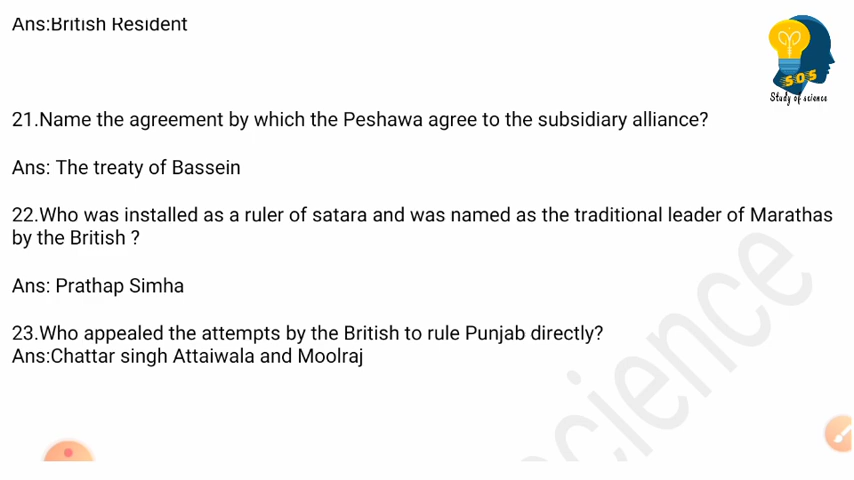 Ans:British Resident
SOS
Study of science
21.Name the agreement by which the Peshawa agree to the subsidiary alliance?
Ans: The treaty of Bassein
22.Who was installed as a ruler of satara and was named as the traditional leader of Marathas
by the British ?
Ans: Prathap Simha
23.Who appealed the attempts by the British to rule Punjab directly?
Ans:Chattar singh Attaiwala and Moolraj
science